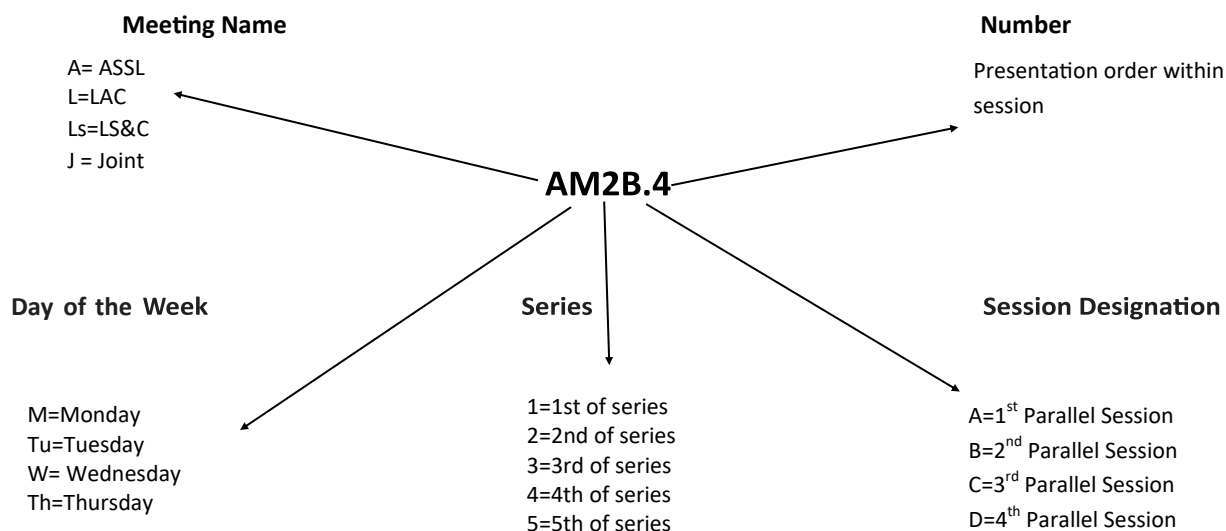 Meeting Name
A= ASSL
L=LAC
Ls=LS&C
J = Joint
Number
Presentation order within
session
AM2B.4
Day of the Week
M=Monday
Tu=Tuesday
W= Wednesday
Th=Thursday
Series
1=1st of series
2=2nd of series
3=3rd of series
4=4th of series
5=5th of series
Session Designation
A=1st Parallel Session
B=2nd Parallel Session
C=3rd Parallel Session
D=4th Parallel Session